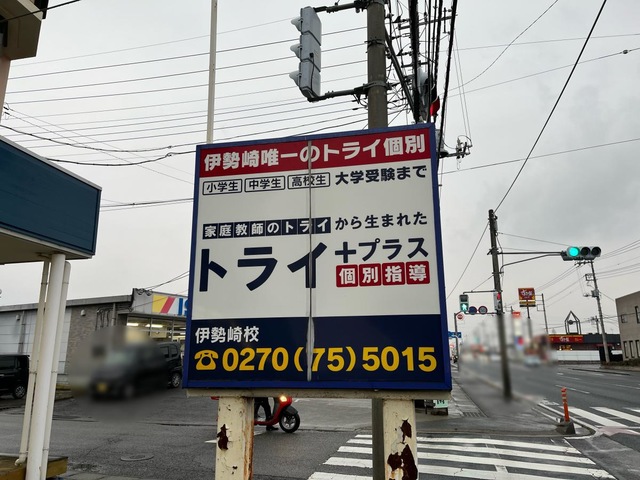 伊勢崎唯一のトライ個別
小学生 中学生 高校生 大学受験まで
家庭教師のトライから生まれた
トライ+プラス
個別指導
伊勢崎校
☎0270(75)5015